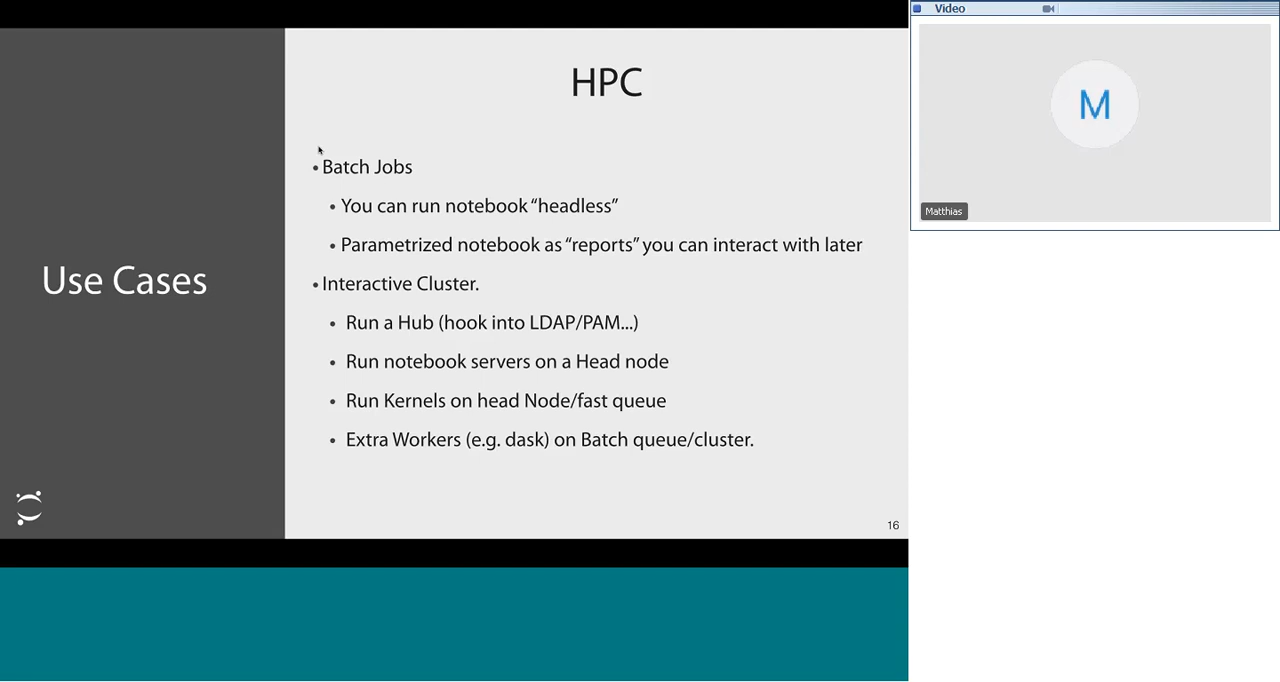 HPC
• Batch Jobs
• You can run notebook “headless”
• Parametrized notebook as “reports” you can interact with later
Use Cases
• Interactive Cluster.
• Run a Hub (hook into LDAP/PAM...)
• Run notebook servers on a Head node
• Run Kernels on head Node/fast queue
• Extra Workers (e.g. dask) on Batch queue/cluster.
16
Video
M
Matthias